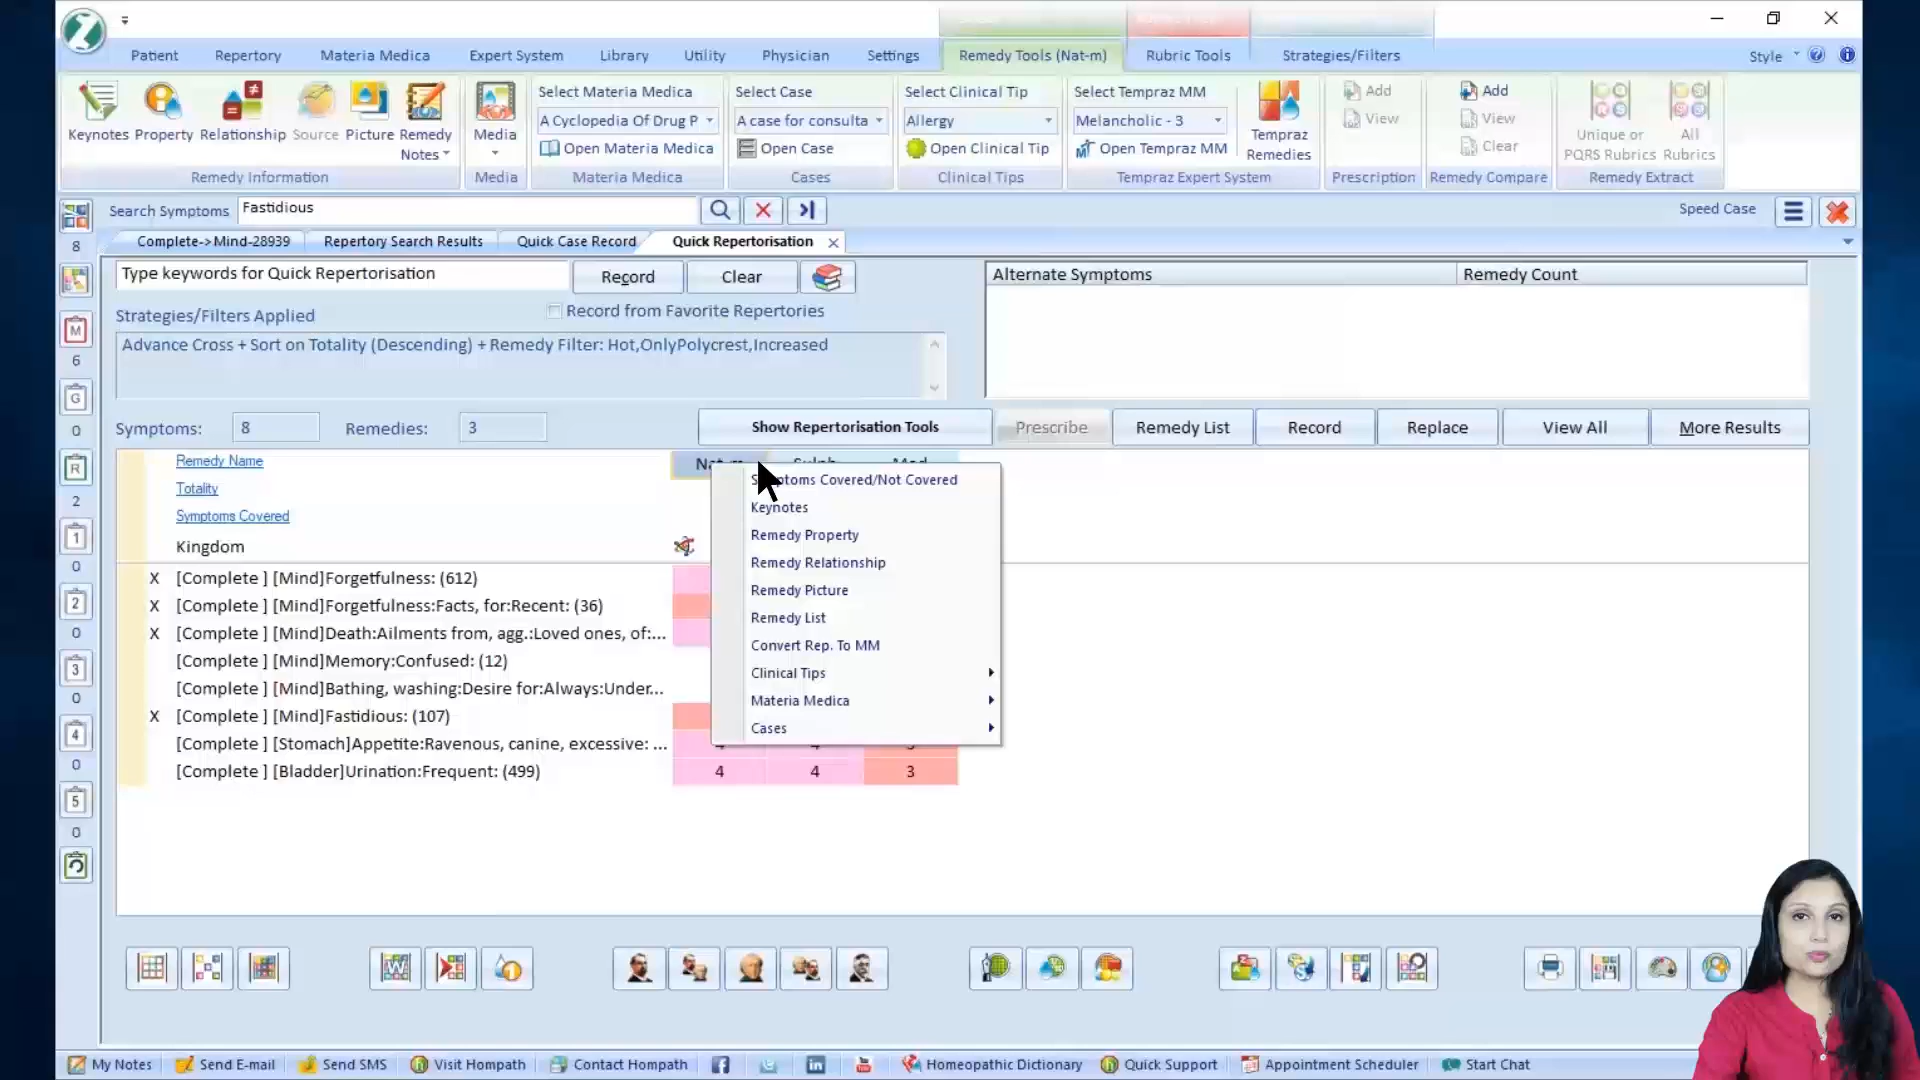 Patient
Repertory
Materia Medica
Expert System
Library
Utility
Physician
Settings
Remedy Tools (Nat-m)
Rubric Tools
Strategies/Filters
Style
Keynotes
Property
Relationship
Source
Picture
Remedy
Notes
Remedy Information
Media
Media
Select Materia Medica
A Cyclopedia Of Drug P
Open Materia Medica
Materia Medica
Select Case
A case for consulta
Open Case
Cases
Select Clinical Tip
Allergy
Open Clinical Tip
Clinical Tips
Select Tempraz MM
Melancholic - 3
Open Tempraz MM
Tempraz
Remedies
Tempraz Expert System
Add
View
Prescription
Add
View
Clear
Remedy Compare
Unique or
PQRS Rubrics
All
Rubrics
Remedy Extract
Search Symptoms
Fastidious
Speed Case
8
Complete->Mind-28939
Repertory Search Results
Quick Case Record
Quick Repertorisation
Type keywords for Quick Repertorisation
Record
Clear
Record from Favorite Repertories
Alternate Symptoms
Remedy Count
Strategies/Filters Applied
Advance Cross + Sort on Totality (Descending) + Remedy Filter: Hot,OnlyPolycrest,Increased
M
6
G
0
R
2
1
0
2
0
3
0
4
0
5
0
Symptoms: 8
Remedies: 3
Show Repertorisation Tools
Prescribe
Remedy List
Record
Replace
View All
More Results
Remedy Name
Totality
Symptoms Covered
Kingdom
X [Complete ] [Mind]Forgetfulness: (612)
X [Complete ] [Mind]Forgetfulness:Facts, for:Recent: (36)
X [Complete ] [Mind]Death:Ailments from, agg.:Loved ones, of:...
[Complete ] [Mind]Memory:Confused: (12)
[Complete ] [Mind]Bathing, washing:Desire for:Always:Under...
X [Complete ] [Mind]Fastidious: (107)
[Complete ] [Stomach]Appetite:Ravenous, canine, excessive: ...
[Complete ] [Bladder]Urination:Frequent: (499)
4 4 3
Covered/Not Covered
Keynotes
Remedy Property
Remedy Relationship
Remedy Picture
Remedy List
Convert Rep. To MM
Clinical Tips
Materia Medica
Cases
My Notes
Send E-mail
Send SMS
Visit Hompath
Contact Hompath
Homeopathic Dictionary
Quick Support
Appointment Scheduler
Start Chat